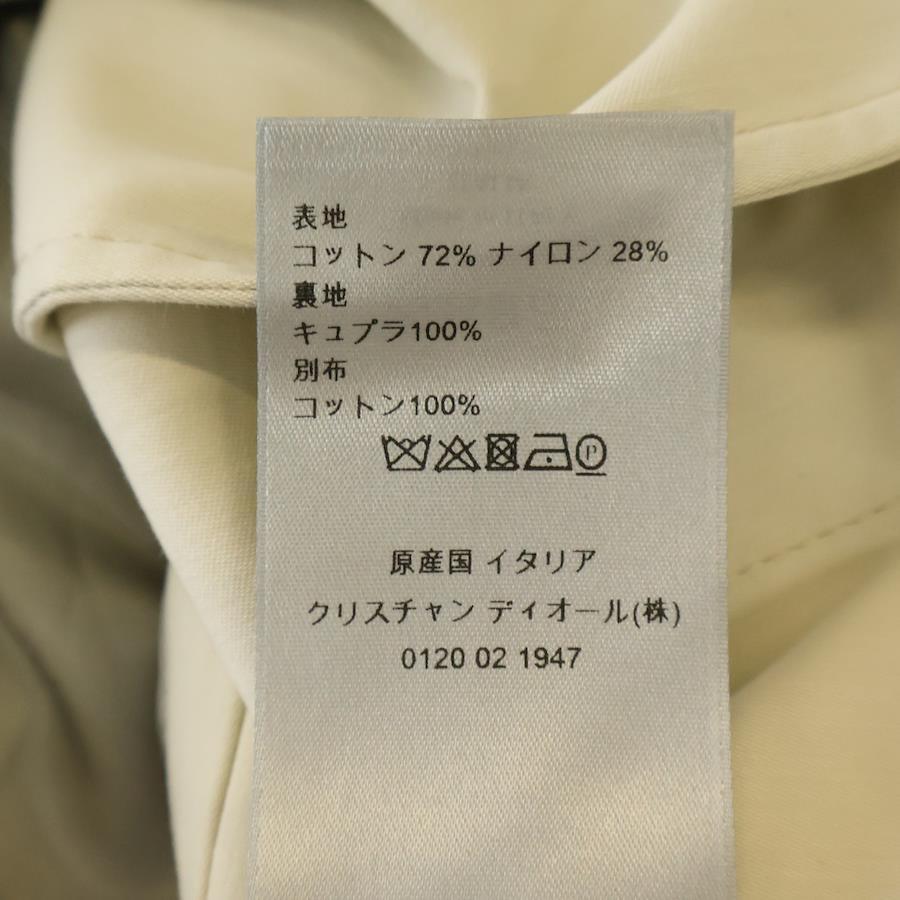 表地
コットン 72% ナイロン 28%
裏地
キュプラ100%
別布
コットン100%
P
原産国 イタリア
クリスチャン ディオール(株)
0120 02 1947